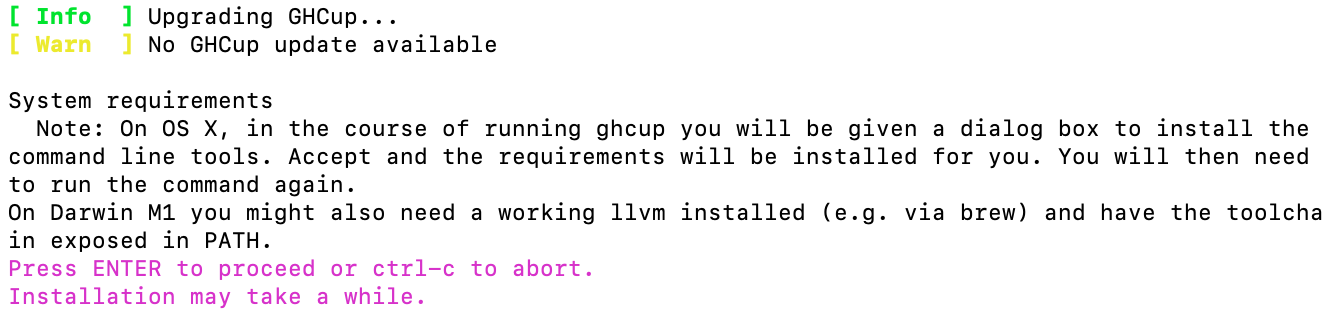 [ Info  ] Upgrading GHCup...
[ Warn  ] No GHCup update available
System requirements
  Note: On OS X, in the course of running ghcup you will be given a dialog box to install the
command line tools. Accept and the requirements will be installed for you. You will then need
to run the command again.
On Darwin M1 you might also need a working llvm installed (e.g. via brew) and have the toolcha
in exposed in PATH.
Press ENTER to proceed or ctrl-c to abort.
Installation may take a while.